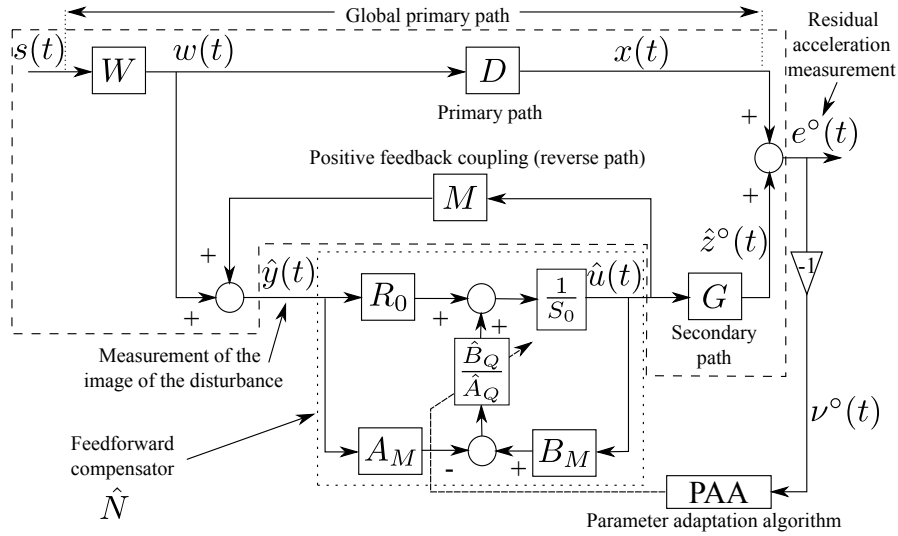 Global primary path
Residual
acceleration
measurement
s(t)
W
w(t)
D
x(t)
Primary path
+
e°(t)
Positive feedback coupling (reverse path)
M
+
+
ẑ°(t)
-1
ŷ(t)
R₀
1/S₀
û(t)
G
+
+
+
Secondary
path
Measurement of the
image of the disturbance
B̂_Q/Â_Q
ν°(t)
Feedforward
compensator
N̂
A_M
-
+
B_M
PAA
Parameter adaptation algorithm